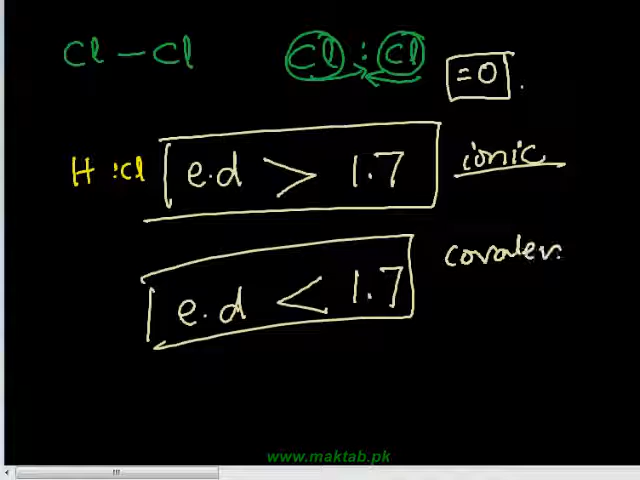 Cl – Cl Cl : Cl = 0 .
H :Cl e.d > 1.7 ionic
e.d < 1.7 covalen
www.maktab.pk